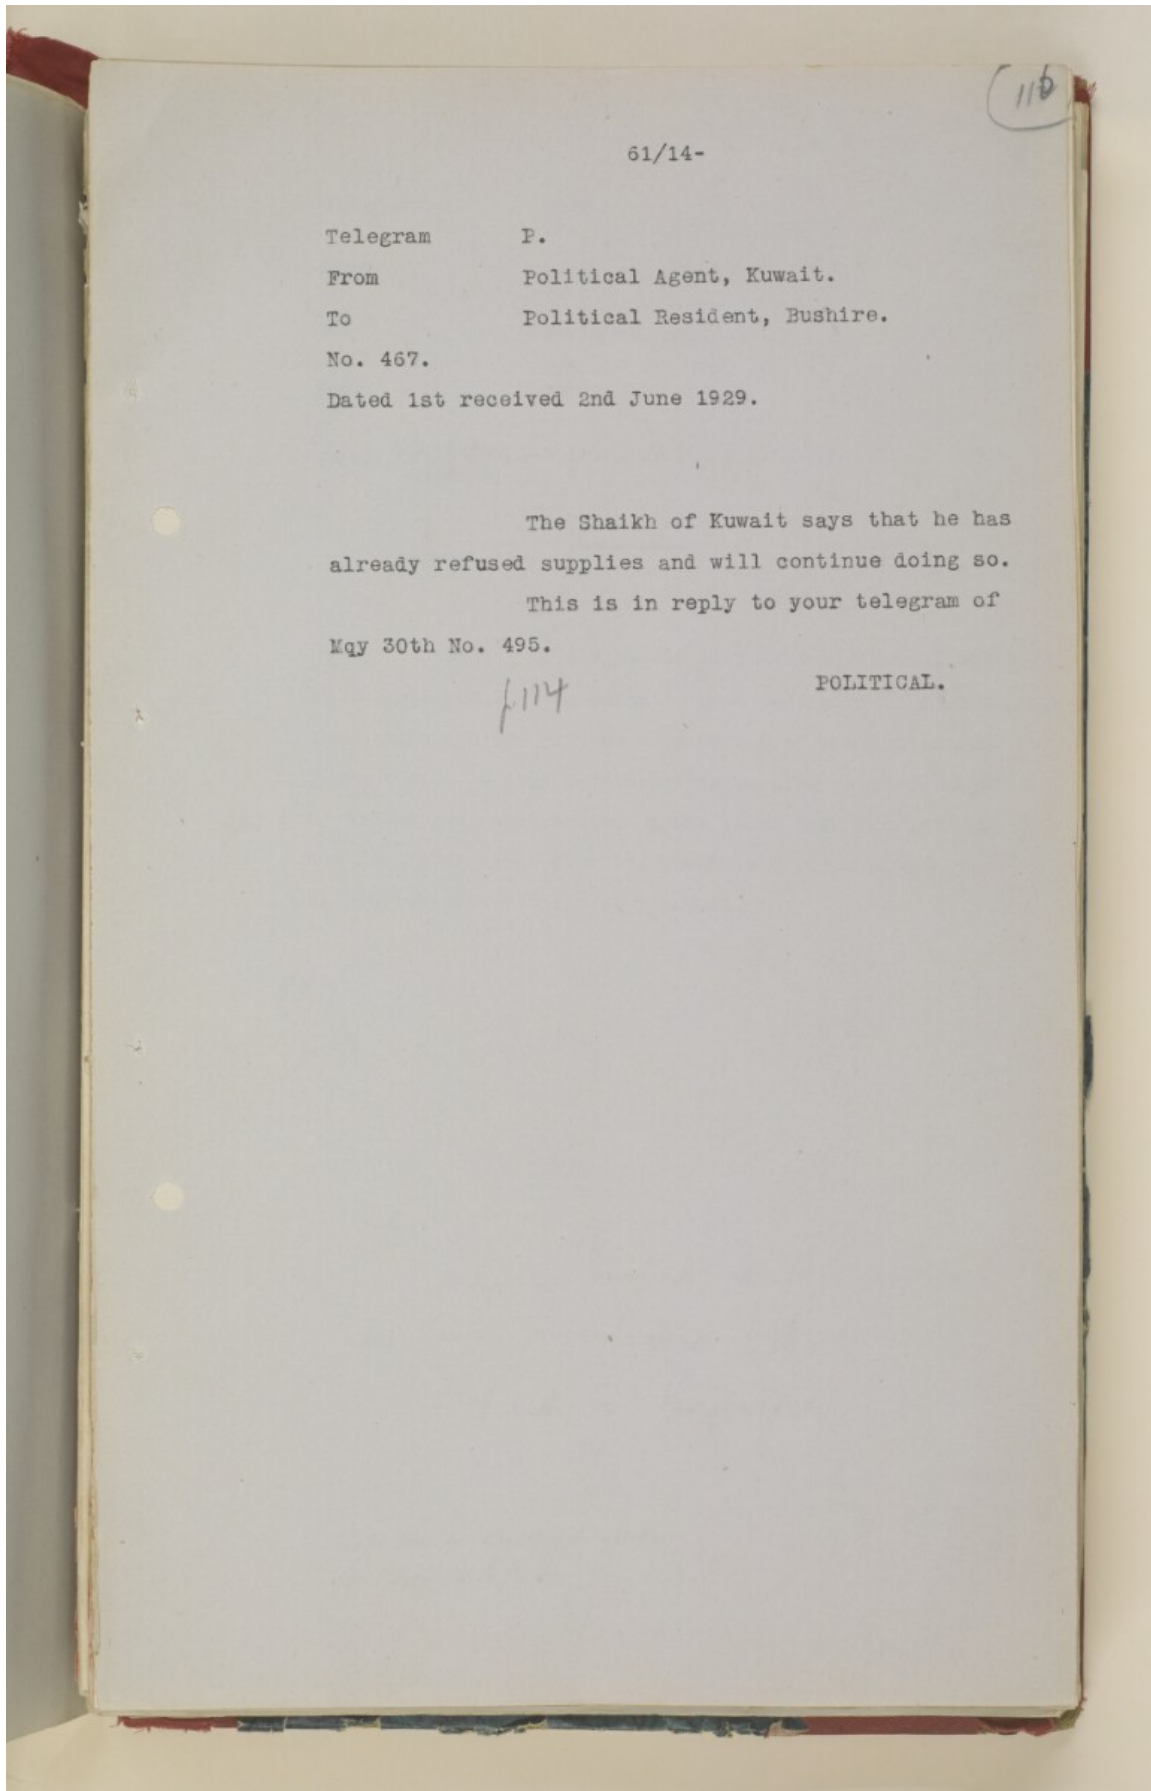 116
61/14-
Telegram P.
From Political Agent, Kuwait.
To Political Resident, Bushire.
No. 467.
Dated 1st received 2nd June 1929.
The Shaikh of Kuwait says that he has
already refused supplies and will continue doing so.
This is in reply to your telegram of
Mqy 30th No. 495.
POLITICAL.
f.114